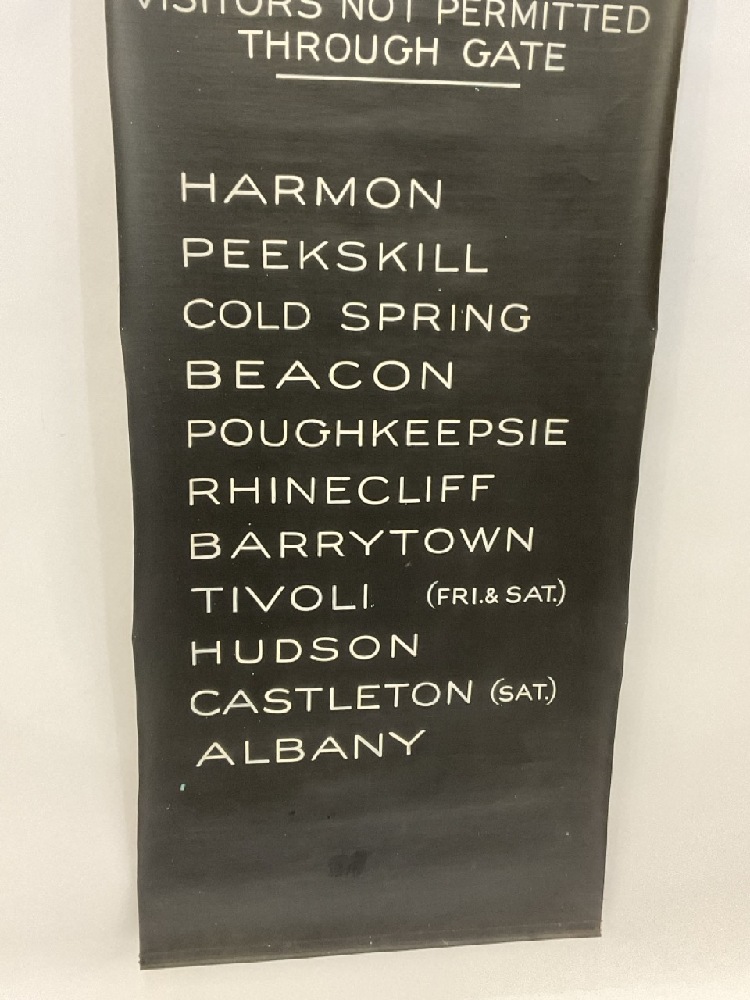 VISITORS NOT PERMITTED
THROUGH GATE
HARMON
PEEKSKILL
COLD SPRING
BEACON
POUGHKEEPSIE
RHINECLIFF
BARRYTOWN
TIVOLI (FRI.& SAT.)
HUDSON
CASTLETON (SAT.)
ALBANY